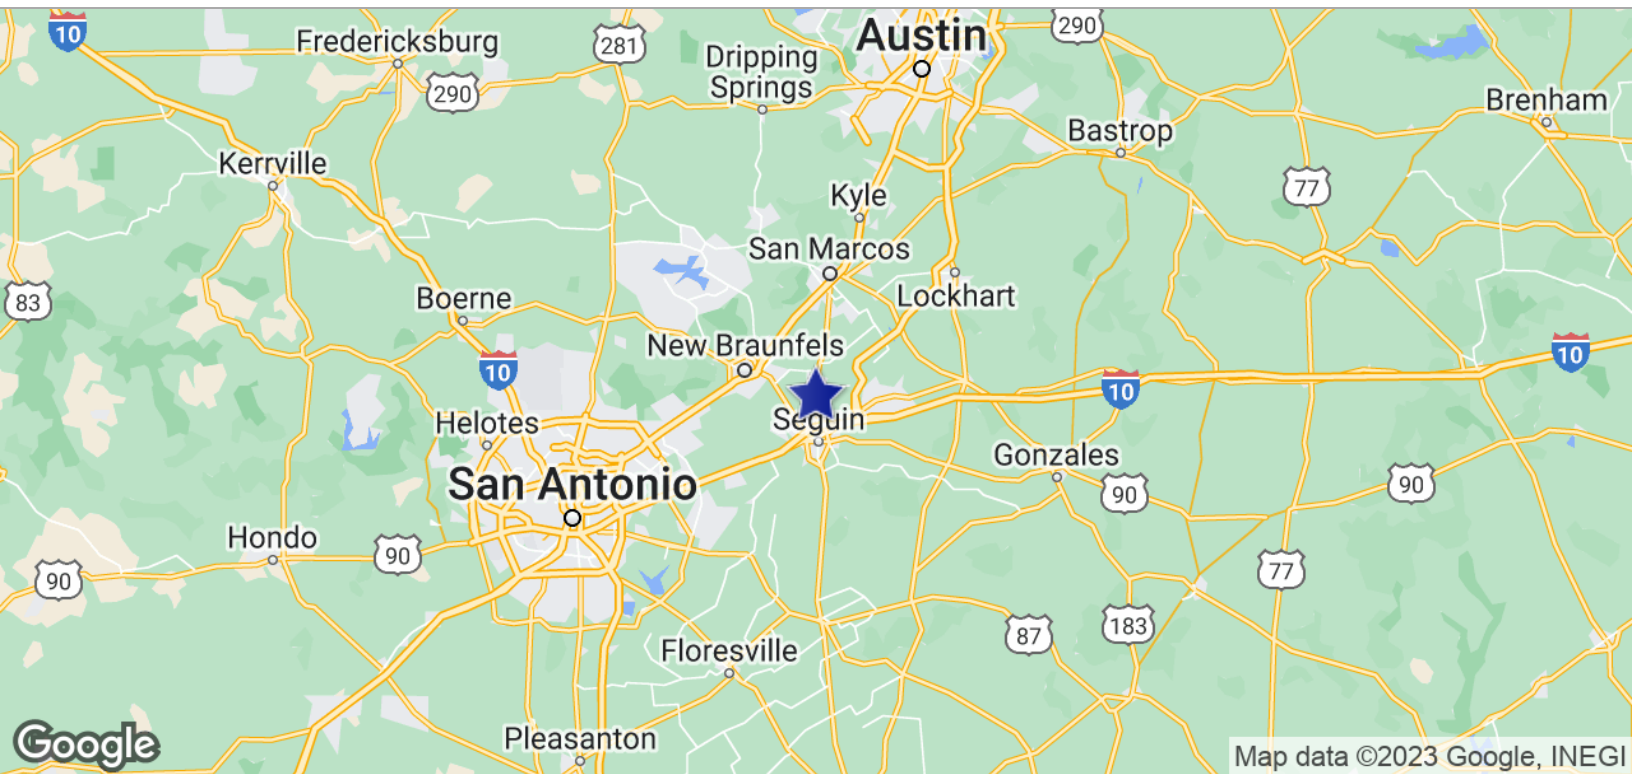 10
Fredericksburg
281
290
Dripping
Springs
Austin
290
Brenham
Bastrop
Kerrville
77
Kyle
San Marcos
83
Boerne
Lockhart
New Braunfels
10
10
10
Helotes
Seguin
San Antonio
Gonzales
90
90
Hondo
90
90
77
87
183
Floresville
Pleasanton
Google
Map data ©2023 Google, INEGI